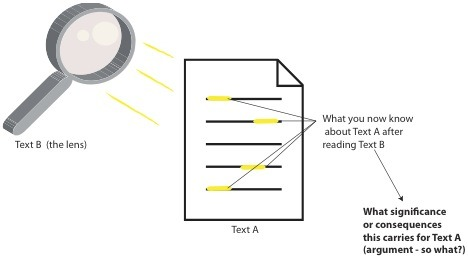 Text B  (the lens)
Text A
What you now know
about Text A after
reading Text B
What significance
or consequences
this carries for Text A
(argument - so what?)